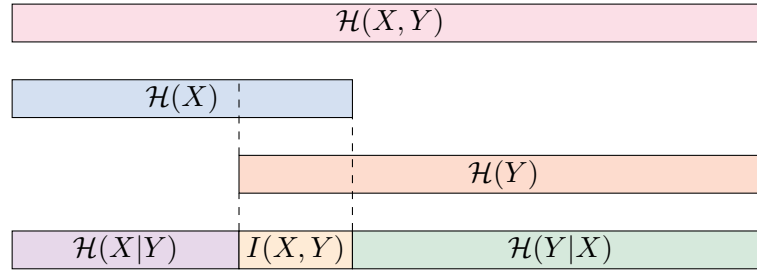 ℋ(X, Y)
ℋ(X)
ℋ(Y)
ℋ(X|Y) I(X, Y) ℋ(Y|X)